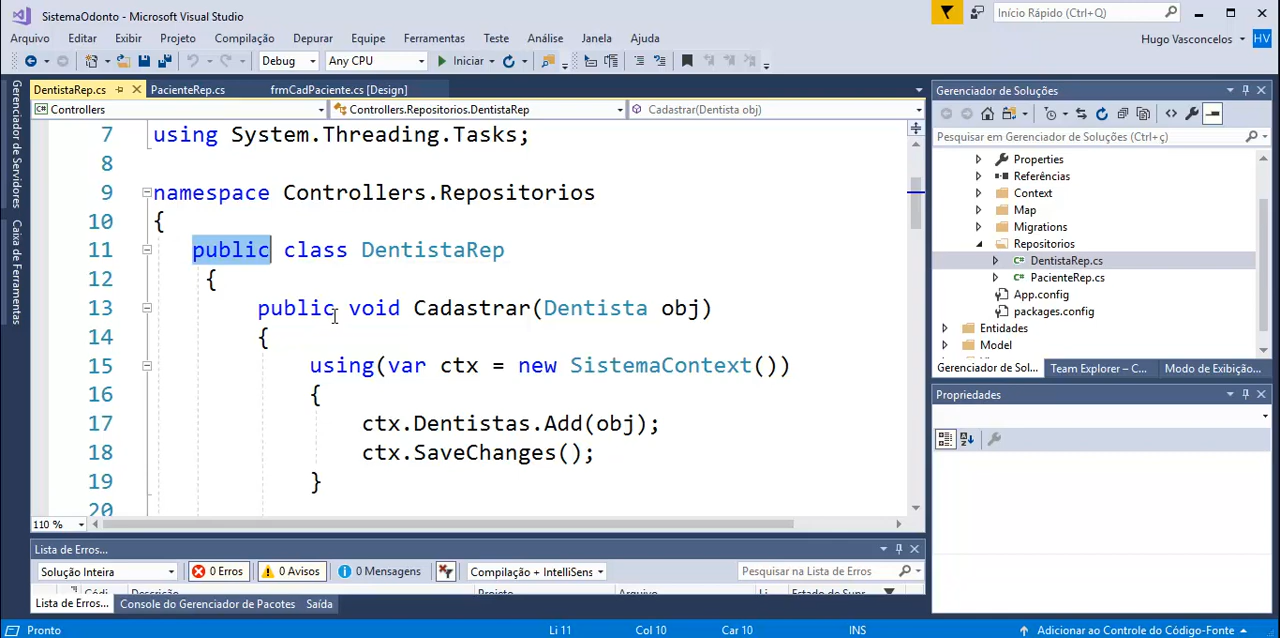 SistemaOdonto - Microsoft Visual Studio
Início Rápido (Ctrl+Q)
Arquivo Editar Exibir Projeto Compilação Depurar Equipe Ferramentas Teste Análise Janela Ajuda
Hugo Vasconcelos HV
Debug Any CPU Iniciar
DentistaRep.cs PacienteRep.cs frmCadPaciente.cs [Design]
Controllers Controllers.Repositorios.DentistaRep Cadastrar(Dentista obj)
Gerenciador de Servidores
Caixa de Ferramentas
7 using System.Threading.Tasks;
8
9 namespace Controllers.Repositorios
10 {
11 public class DentistaRep
12 {
13 public void Cadastrar(Dentista obj)
14 {
15 using(var ctx = new SistemaContext())
16 {
17 ctx.Dentistas.Add(obj);
18 ctx.SaveChanges();
19 }
20
110 %
Gerenciador de Soluções
Pesquisar em Gerenciador de Soluções (Ctrl+ç)
Properties
Referências
Context
Map
Migrations
Repositorios
DentistaRep.cs
PacienteRep.cs
App.config
packages.config
Entidades
Model
Gerenciador de Sol... Team Explorer – C... Modo de Exibição...
Propriedades
Lista de Erros...
Solução Inteira 0 Erros 0 Avisos 0 Mensagens Compilação + IntelliSens Pesquisar na Lista de Erros
Lista de Erros... Console do Gerenciador de Pacotes Saída
Pronto Li 11 Col 10 Car 10 INS Adicionar ao Controle do Código-Fonte